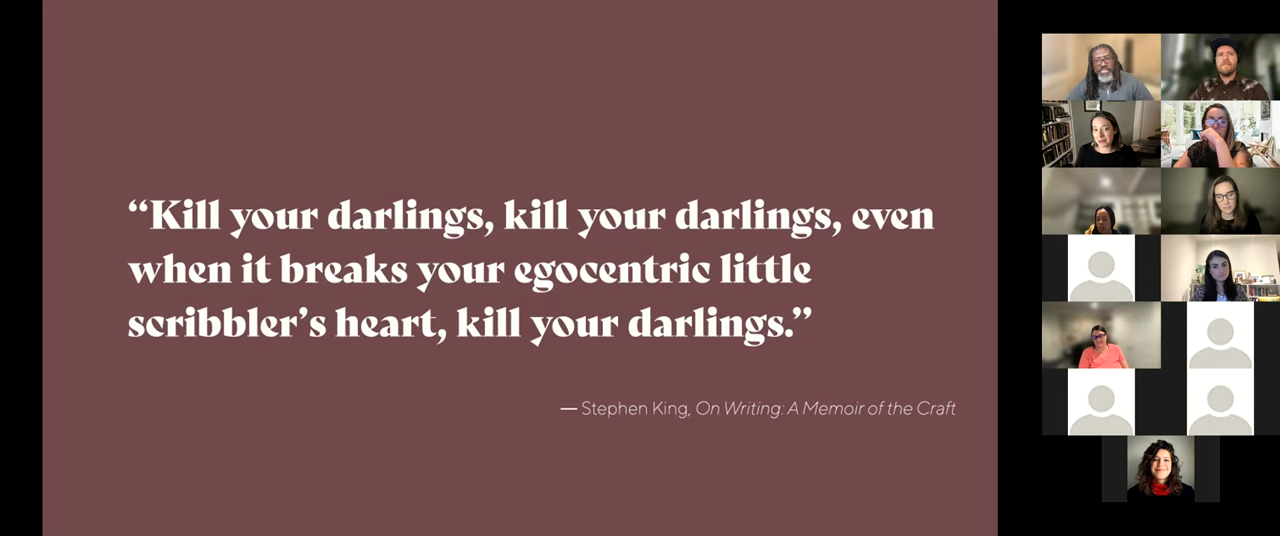 “Kill your darlings, kill your darlings, even
when it breaks your egocentric little
scribbler’s heart, kill your darlings.”
— Stephen King, On Writing: A Memoir of the Craft